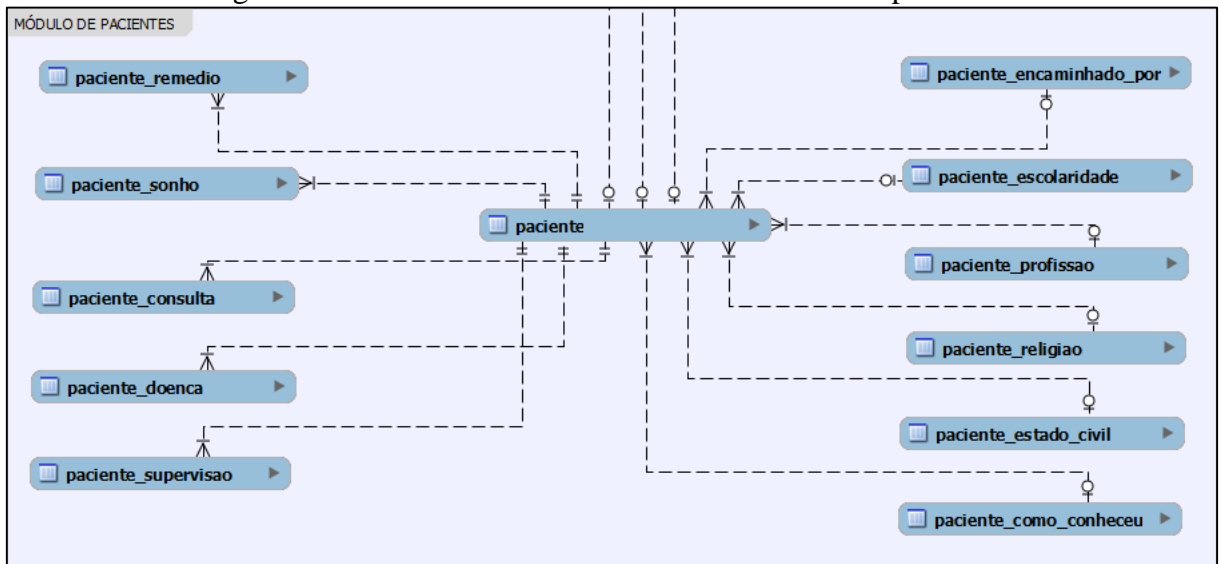 MÓDULO DE PACIENTES
paciente_remedio
paciente_encaminhado_por
paciente_sonho
paciente_escolaridade
paciente
paciente_profissao
paciente_consulta
paciente_religiao
paciente_doenca
paciente_estado_civil
paciente_supervisao
paciente_como_conheceu